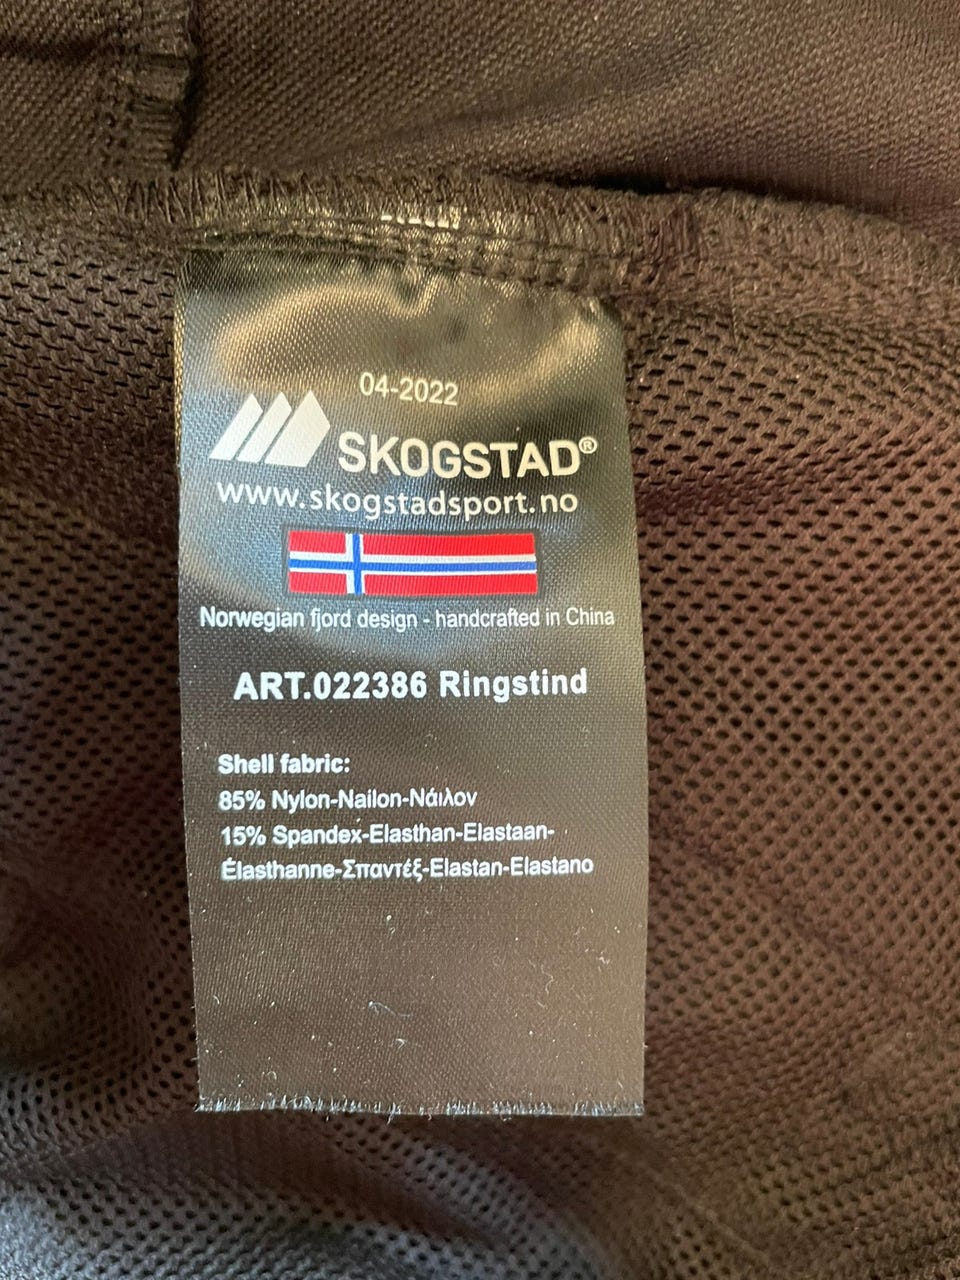 04-2022
SKOGSTAD®
www.skogstadsport.no
Norwegian fjord design - handcrafted in China
ART.022386 Ringstind
Shell fabric:
85% Nylon-Nailon-Νάιλον
15% Spandex-Elasthan-Elastaan-
Élasthanne-Σπαντέξ-Elastan-Elastano